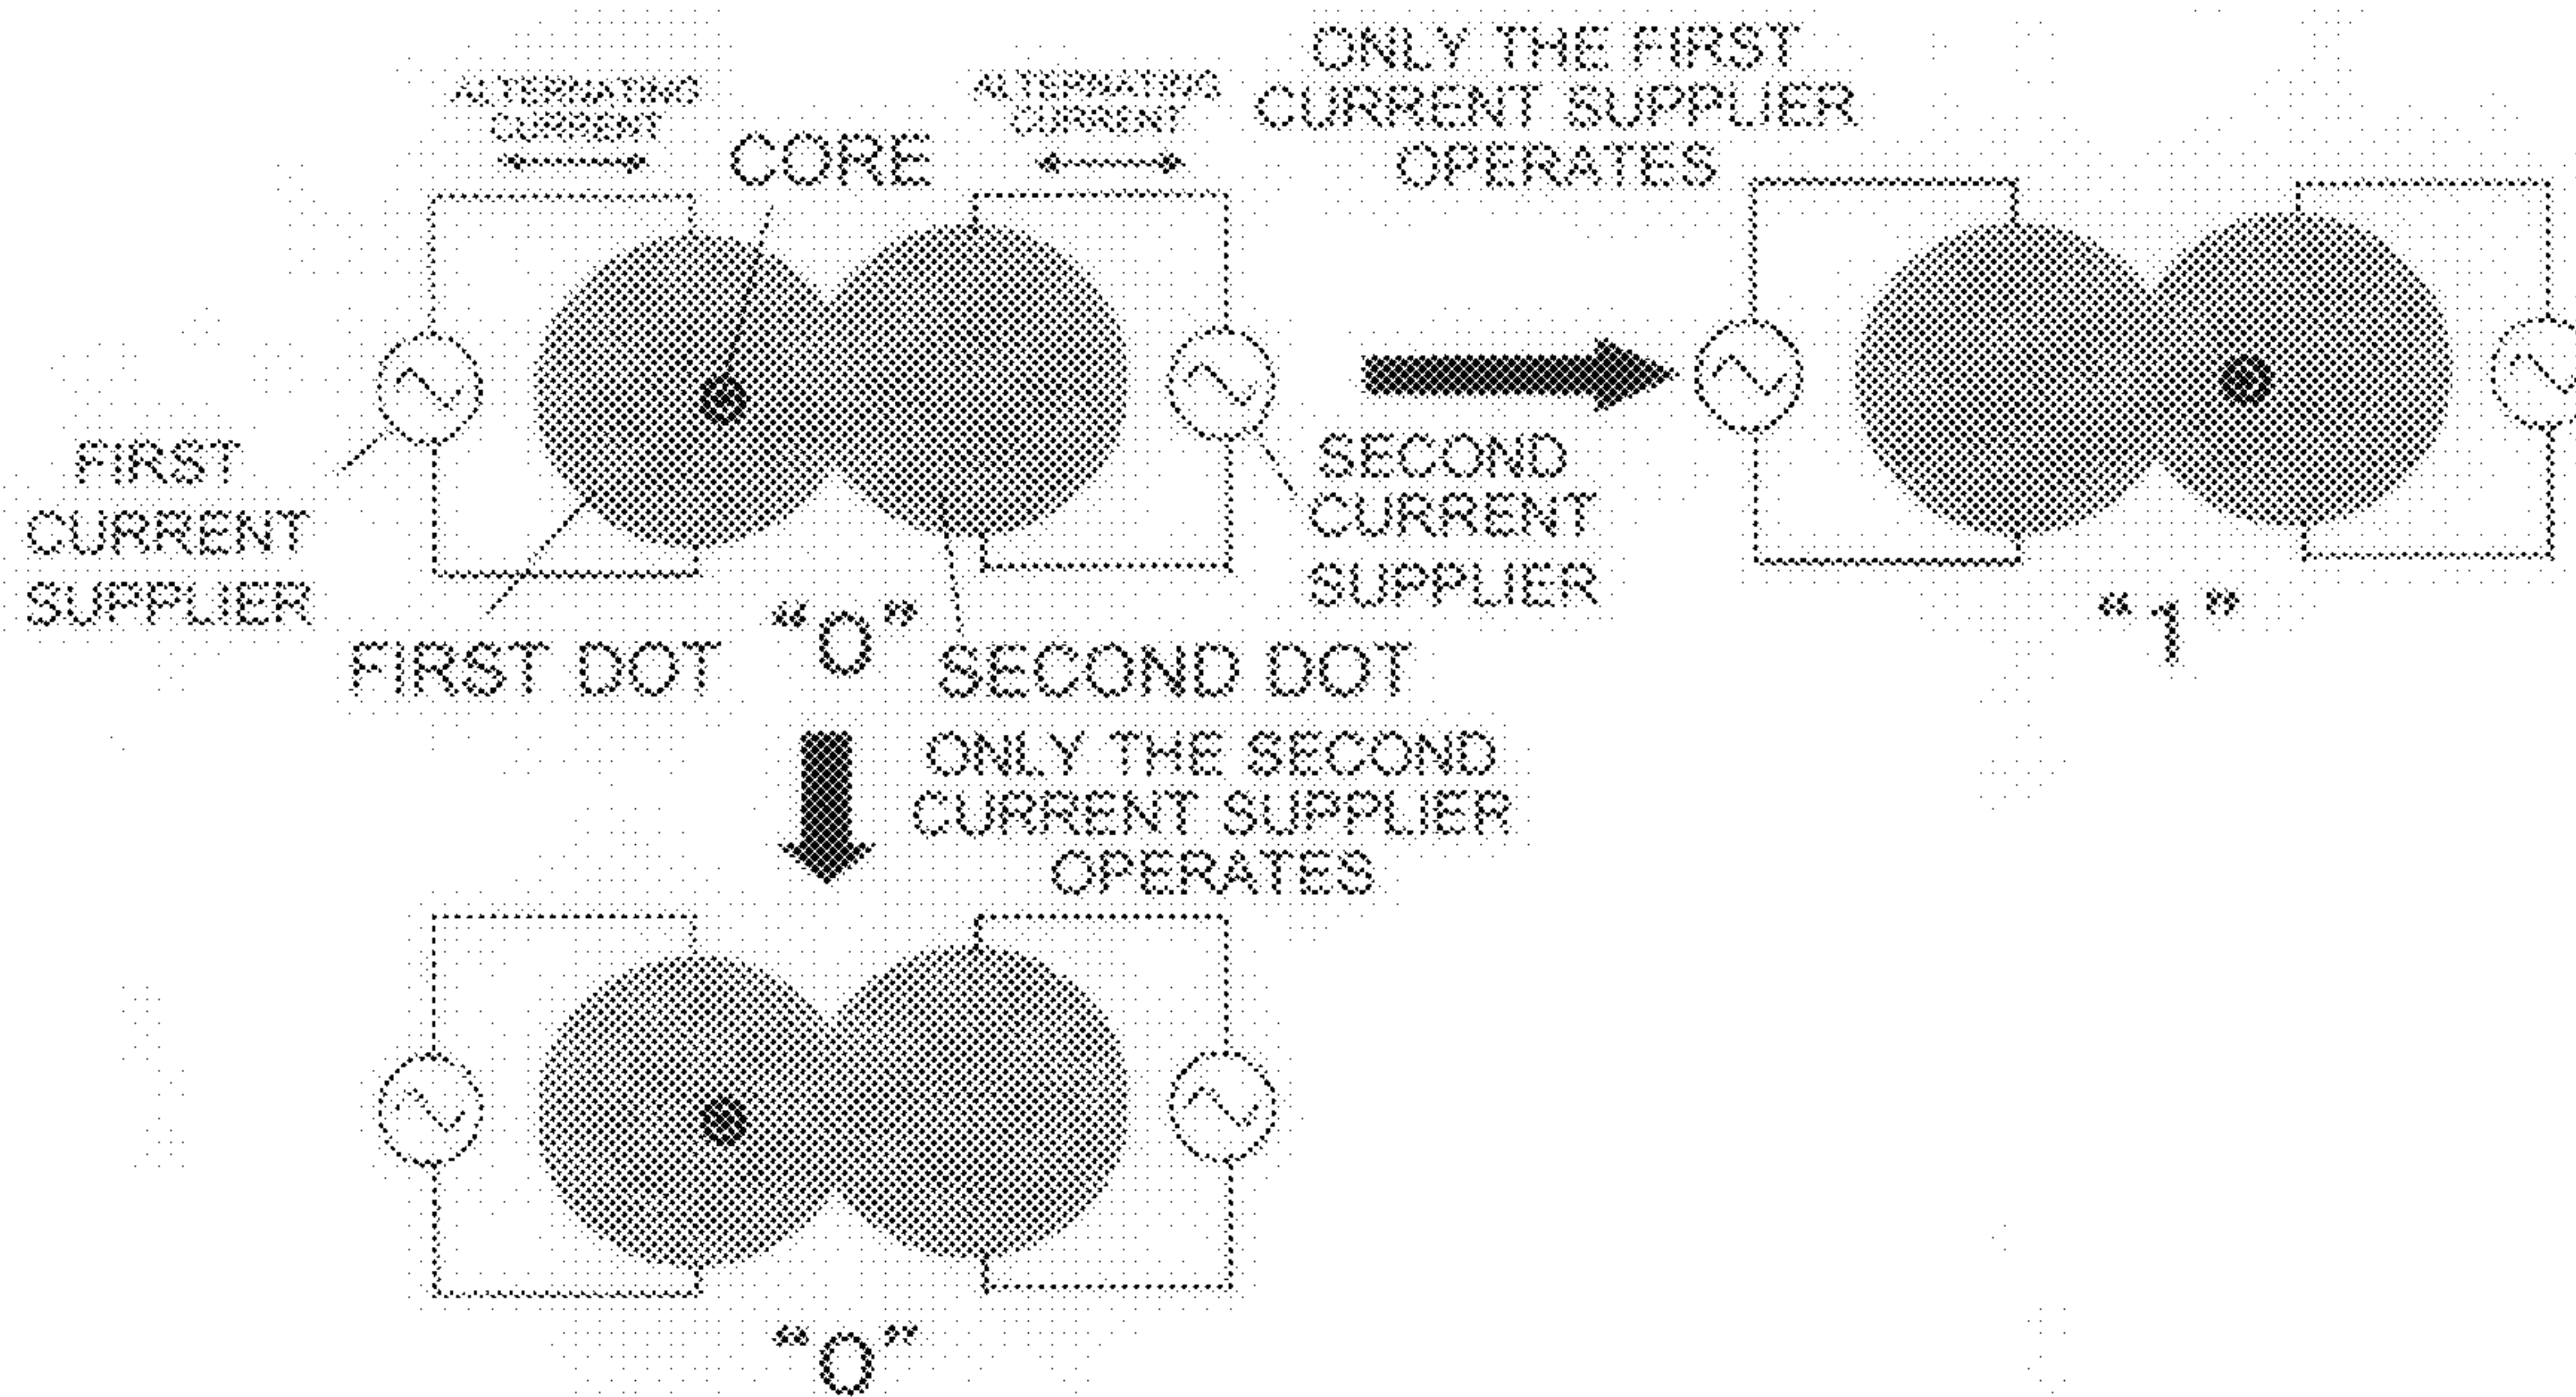 ALTERNATING
CURRENT
CORE
ALTERNATING
CURRENT
ONLY THE FIRST
CURRENT SUPPLIER
OPERATES
FIRST
CURRENT
SUPPLIER
FIRST DOT
"0"
SECOND DOT
SECOND
CURRENT
SUPPLIER
"1"
ONLY THE SECOND
CURRENT SUPPLIER
OPERATES
"0"